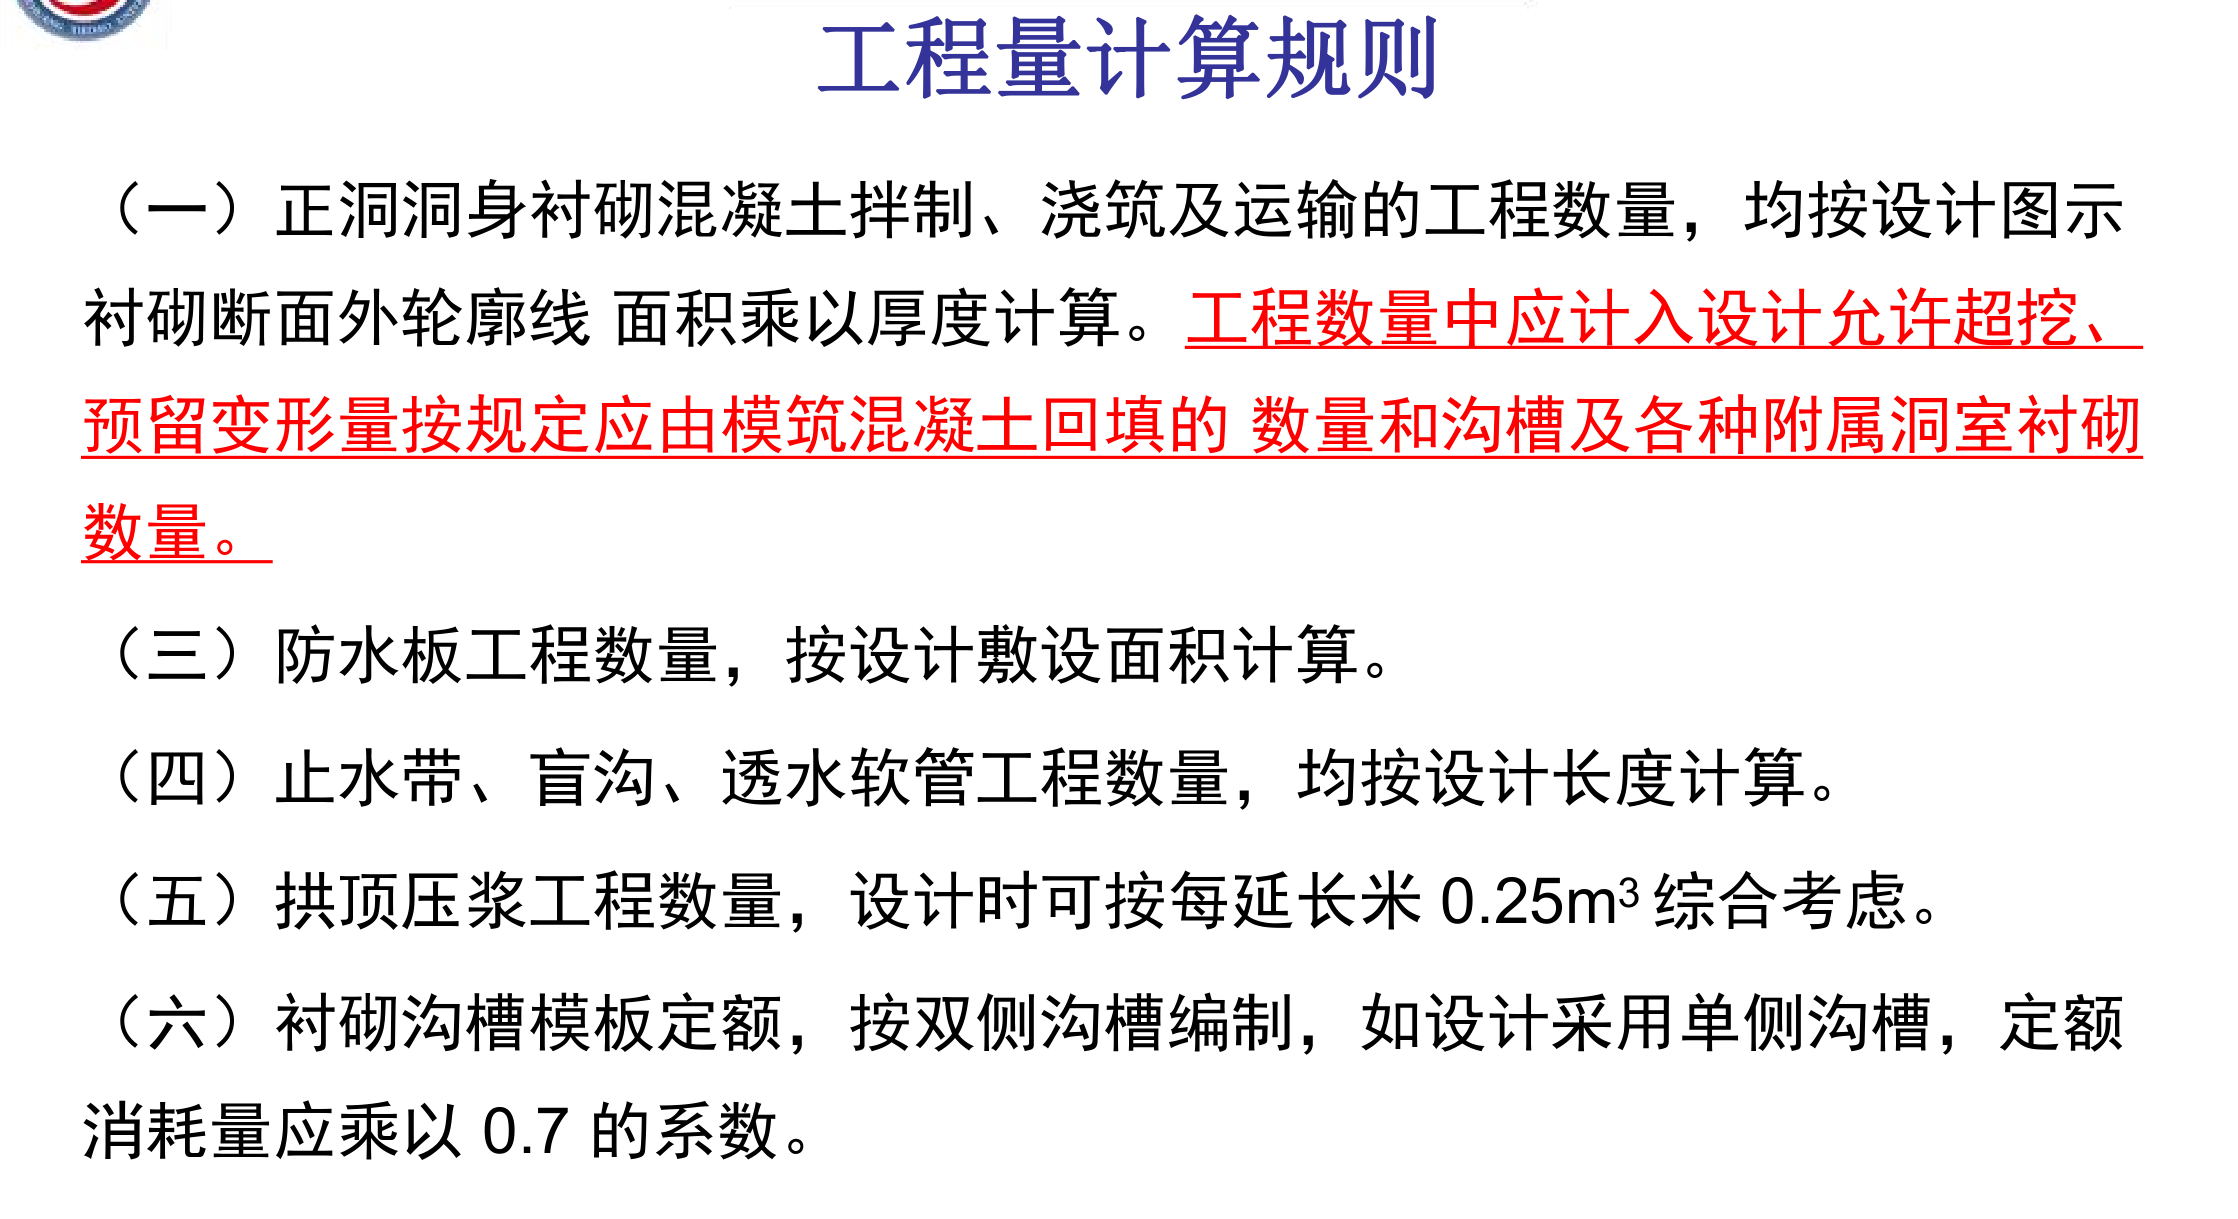 工程量计算规则
（一）正洞洞身衬砌混凝土拌制、浇筑及运输的工程数量，均按设计图示
衬砌断面外轮廓线 面积乘以厚度计算。工程数量中应计入设计允许超挖、
预留变形量按规定应由模筑混凝土回填的 数量和沟槽及各种附属洞室衬砌
数量。
（三）防水板工程数量，按设计敷设面积计算。
（四）止水带、盲沟、透水软管工程数量，均按设计长度计算。
（五）拱顶压浆工程数量，设计时可按每延长米 0.25m³ 综合考虑。
（六）衬砌沟槽模板定额，按双侧沟槽编制，如设计采用单侧沟槽，定额
消耗量应乘以 0.7 的系数。